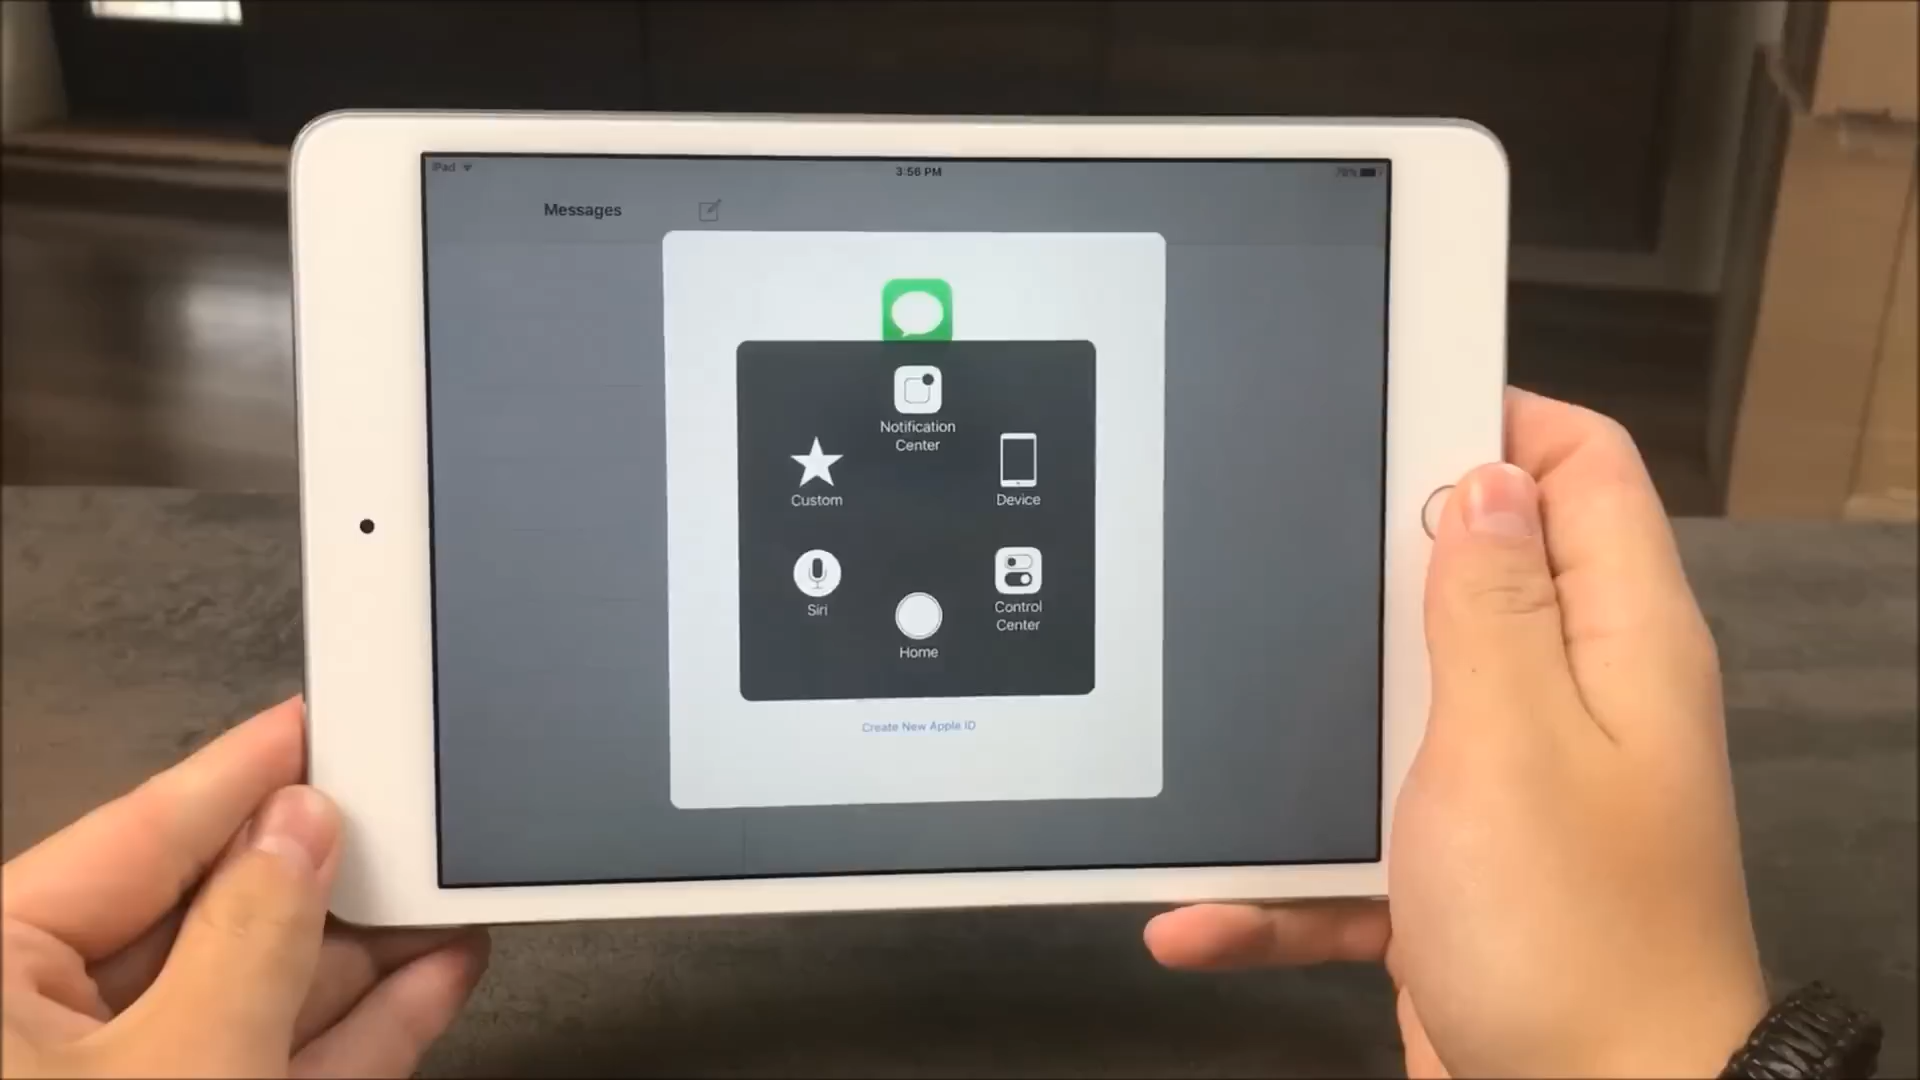 iPad
3:56 PM
Messages
Notification
Center
Custom
Device
Siri
Control
Center
Home
Create New Apple ID